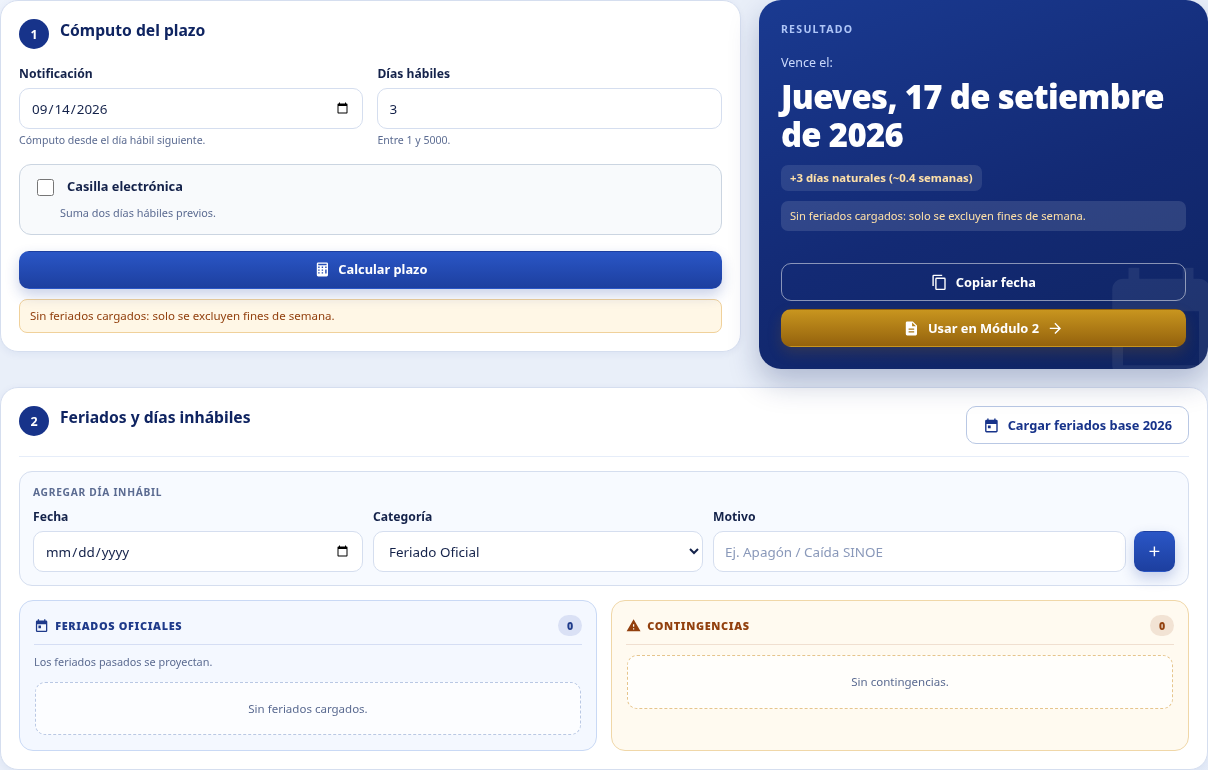 1
Cómputo del plazo
Notificación
09/14/2026
Cómputo desde el día hábil siguiente.
Días hábiles
3
Entre 1 y 5000.
Casilla electrónica
Suma dos días hábiles previos.
Calcular plazo
Sin feriados cargados: solo se excluyen fines de semana.
RESULTADO
Vence el:
Jueves, 17 de setiembre
de 2026
+3 días naturales (~0.4 semanas)
Sin feriados cargados: solo se excluyen fines de semana.
Copiar fecha
Usar en Módulo 2
2
Feriados y días inhábiles
Cargar feriados base 2026
AGREGAR DÍA INHÁBIL
Fecha
mm/dd/yyyy
Categoría
Feriado Oficial
Motivo
Ej. Apagón / Caída SINOE
+
FERIADOS OFICIALES
0
Los feriados pasados se proyectan.
Sin feriados cargados.
CONTINGENCIAS
0
Sin contingencias.